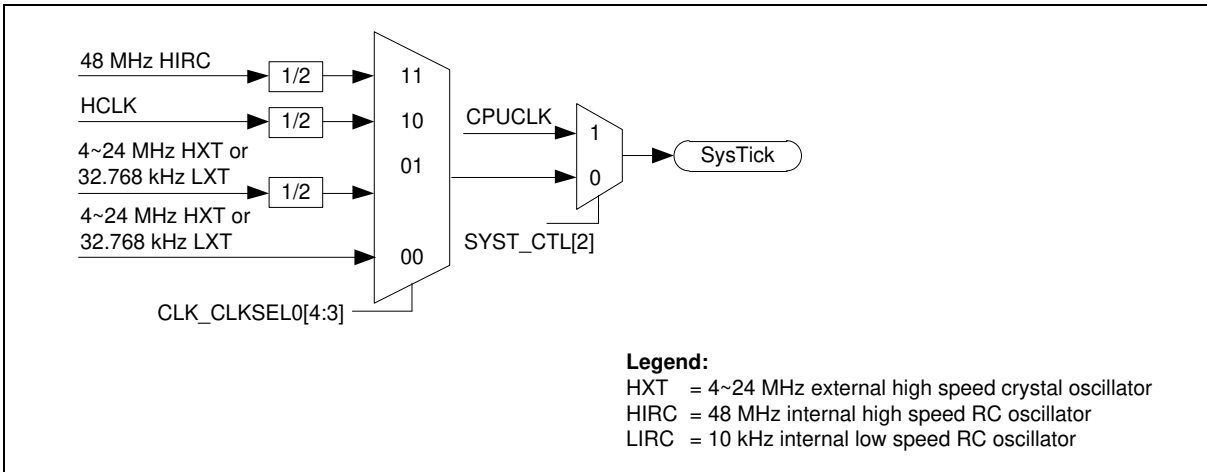 48 MHz HIRC
1/2
11
HCLK
1/2
10
4~24 MHz HXT or
32.768 kHz LXT
1/2
01
4~24 MHz HXT or
32.768 kHz LXT
00
CLK_CLKSEL0[4:3]
CPUCLK
1
0
SYST_CTL[2]
SysTick
Legend:
HXT = 4~24 MHz external high speed crystal oscillator
HIRC = 48 MHz internal high speed RC oscillator
LIRC = 10 kHz internal low speed RC oscillator